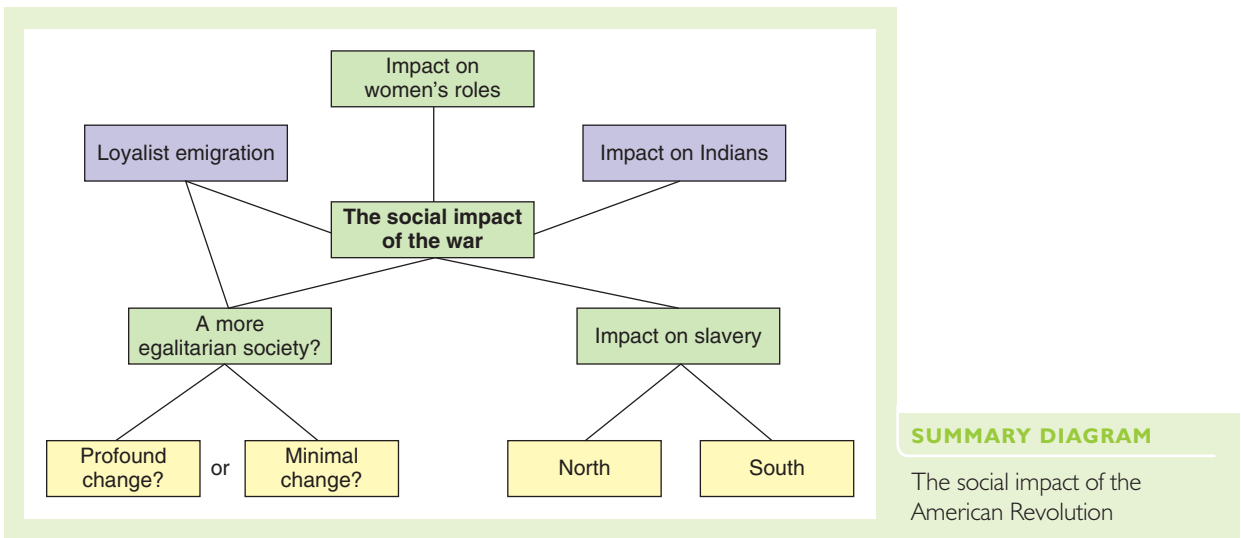 Impact on
women's roles
Loyalist emigration
Impact on Indians
The social impact
of the war
A more
egalitarian society?
Impact on slavery
Profound
change?
or
Minimal
change?
North
South
SUMMARY DIAGRAM
The social impact of the
American Revolution